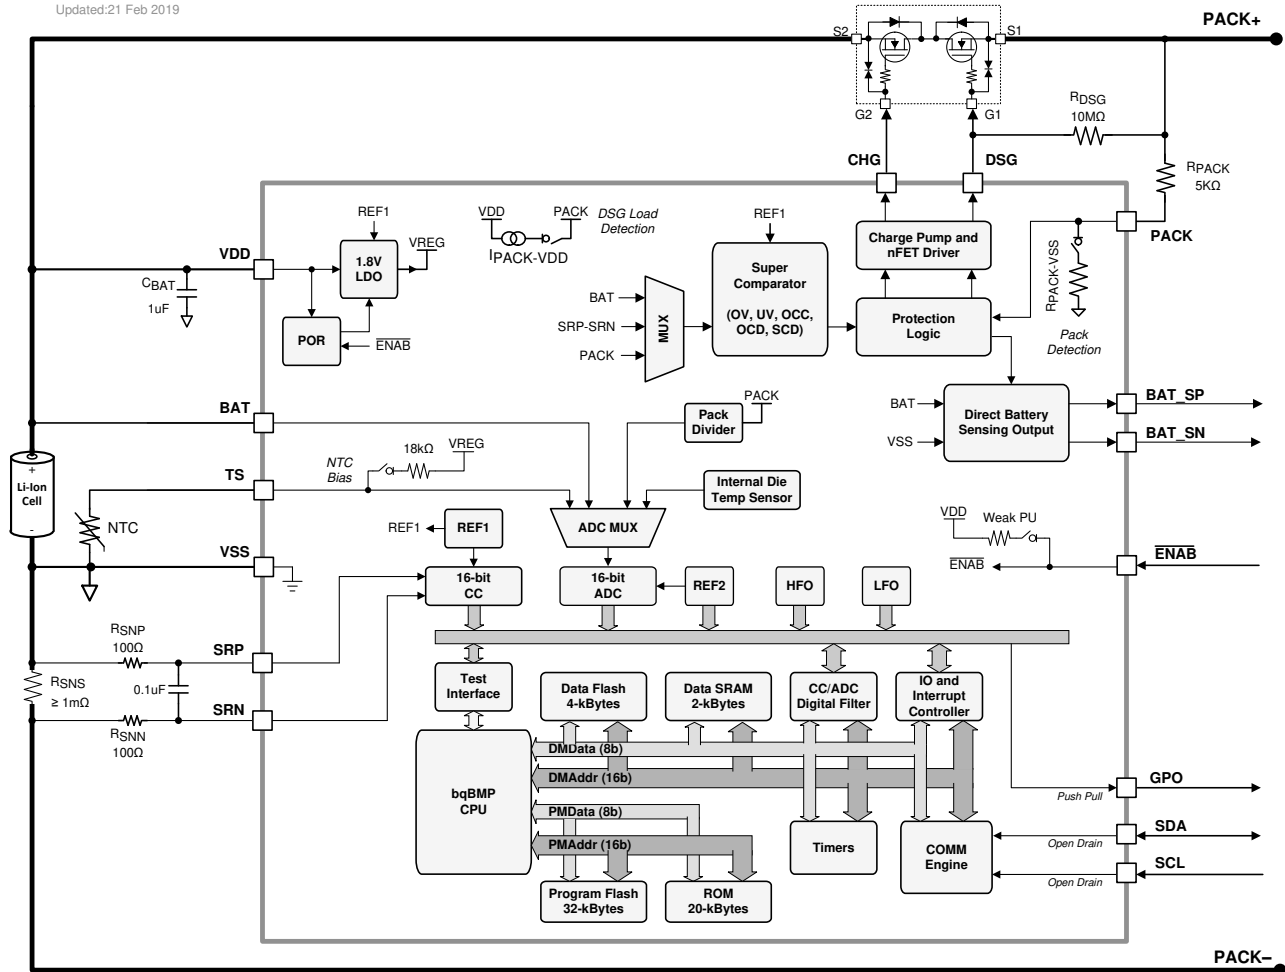 Updated:21 Feb 2019
PACK+
S2
S1
G2
G1
RDSG
10MΩ
RPACK
5KΩ
CHG
DSG
PACK
REF1
VDD
PACK
DSG Load
Detection
IPACK-VDD
REF1
VREG
1.8V
LDO
VDD
CBAT
1uF
POR
ENAB
Charge Pump and
nFET Driver
Super
Comparator
(OV, UV, OCC,
OCD, SCD)
BAT
SRP-SRN
PACK
MUX
Protection
Logic
RPACK-VSS
Pack
Detection
BAT
Pack
Divider
PACK
BAT
VSS
Direct Battery
Sensing Output
BAT_SP
BAT_SN
+
Li-Ion
Cell
-
TS
NTC
Bias
18kΩ
VREG
Internal Die
Temp Sensor
NTC
REF1
REF1
ADC MUX
VDD
Weak PU
ENAB
ENAB
VSS
16-bit
CC
16-bit
ADC
REF2
HFO
LFO
RSNP
100Ω
SRP
RSNS
≥ 1mΩ
0.1uF
SRN
RSNN
100Ω
Test
Interface
Data Flash
4-kBytes
Data SRAM
2-kBytes
CC/ADC
Digital Filter
IO and
Interrupt
Controller
bqBMP
CPU
DMData (8b)
DMAddr (16b)
PMData (8b)
PMAddr (16b)
Timers
COMM
Engine
Push Pull
GPO
Open Drain
SDA
Open Drain
SCL
Program Flash
32-kBytes
ROM
20-kBytes
PACK–